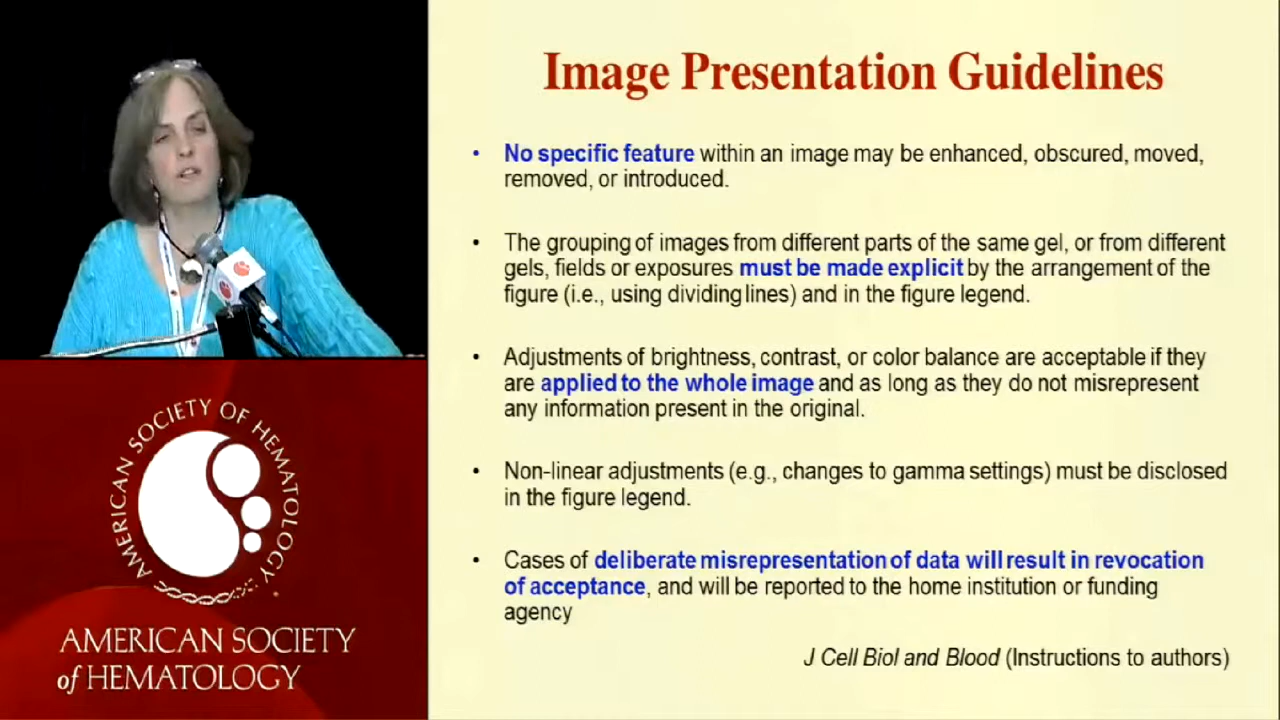 Image Presentation Guidelines
• No specific feature within an image may be enhanced, obscured, moved,
removed, or introduced.
• The grouping of images from different parts of the same gel, or from different
gels, fields or exposures must be made explicit by the arrangement of the
figure (i.e., using dividing lines) and in the figure legend.
• Adjustments of brightness, contrast, or color balance are acceptable if they
are applied to the whole image and as long as they do not misrepresent
any information present in the original.
• Non-linear adjustments (e.g., changes to gamma settings) must be disclosed
in the figure legend.
• Cases of deliberate misrepresentation of data will result in revocation
of acceptance, and will be reported to the home institution or funding
agency
J Cell Biol and Blood (Instructions to authors)
AMERICAN SOCIETY OF HEMATOLOGY
AMERICAN SOCIETY
of HEMATOLOGY